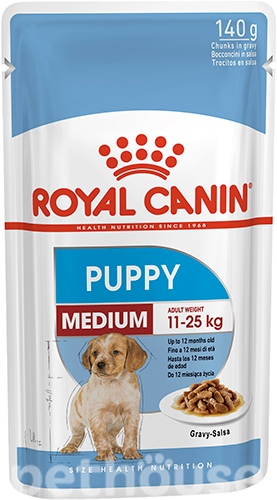 140 g
Chunks in gravy
Bocconcini in salsa
Trocitos en salsa
ROYAL CANIN
HEALTH NUTRITION SINCE 1968
PUPPY
MEDIUM
ADULT WEIGHT
11-25 kg
Up to 12 months old
Fino a 12 mesi di età
Hasta los 12 meses
de edad
Do 12 miesiąca życia
Gravy-Salsa
SIZE HEALTH NUTRITION